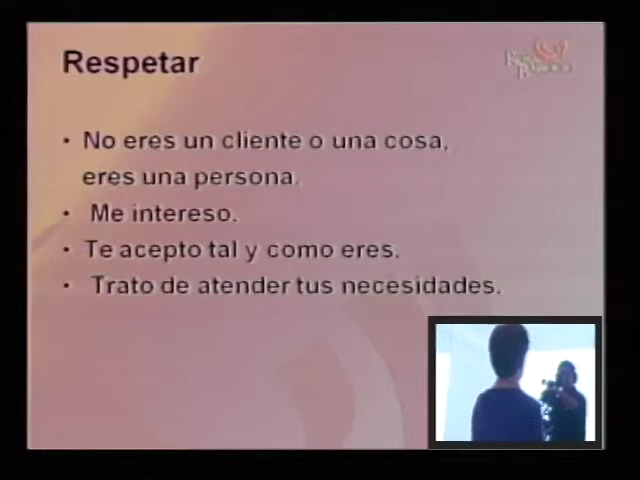 Respetar
• No eres un cliente o una cosa,
eres una persona.
• Me intereso.
• Te acepto tal y como eres.
• Trato de atender tus necesidades.